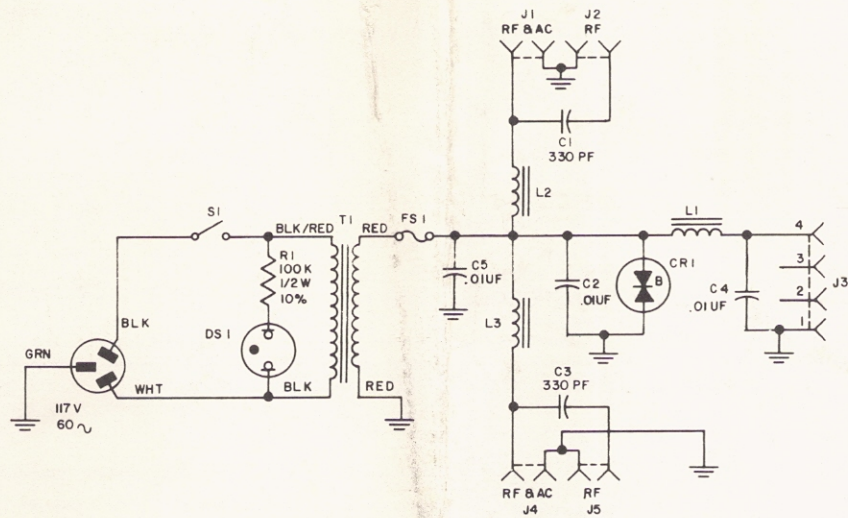 J1 J2
RF & AC RF
C1
330 PF
L2
S1
BLK/RED T1 RED FS1
L1
4
R1
100K
1/2W
10%
C5
.01UF
C2
.01UF
CR1
B
C4
.01UF
3
2
1
J3
BLK
DS1
L3
GRN
WHT
BLK
RED
C3
330 PF
117V
60~
RF & AC RF
J4 J5